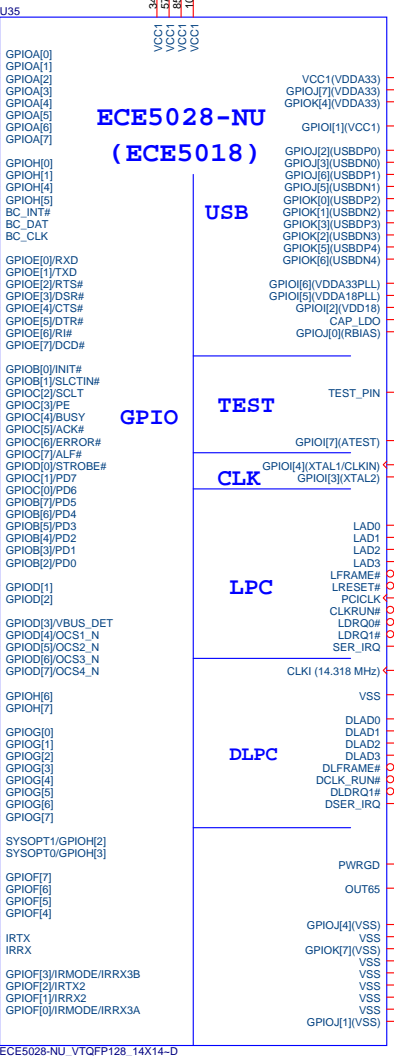 U35
34
57
85
VCC1
VCC1
VCC1
VCC1
ECE5028-NU
(ECE5018)
GPIO
GPIOA[0]
GPIOA[1]
GPIOA[2]
GPIOA[3]
GPIOA[4]
GPIOA[5]
GPIOA[6]
GPIOA[7]
GPIOH[0]
GPIOH[1]
GPIOH[4]
GPIOH[5]
BC_INT#
BC_DAT
BC_CLK
GPIOE[0]/RXD
GPIOE[1]/TXD
GPIOE[2]/RTS#
GPIOE[3]/DSR#
GPIOE[4]/CTS#
GPIOE[5]/DTR#
GPIOE[6]/RI#
GPIOE[7]/DCD#
GPIOB[0]/INIT#
GPIOB[1]/SLCTIN#
GPIOC[2]/SCLT
GPIOC[3]/PE
GPIOC[4]/BUSY
GPIOC[5]/ACK#
GPIOC[6]/ERROR#
GPIOC[7]/ALF#
GPIOD[0]/STROBE#
GPIOC[1]/PD7
GPIOC[0]/PD6
GPIOB[7]/PD5
GPIOB[6]/PD4
GPIOB[5]/PD3
GPIOB[4]/PD2
GPIOB[3]/PD1
GPIOB[2]/PD0
GPIOD[1]
GPIOD[2]
GPIOD[3]/VBUS_DET
GPIOD[4]/OCS1_N
GPIOD[5]/OCS2_N
GPIOD[6]/OCS3_N
GPIOD[7]/OCS4_N
GPIOH[6]
GPIOH[7]
GPIOG[0]
GPIOG[1]
GPIOG[2]
GPIOG[3]
GPIOG[4]
GPIOG[5]
GPIOG[6]
GPIOG[7]
SYSOPT1/GPIOH[2]
SYSOPT0/GPIOH[3]
GPIOF[7]
GPIOF[6]
GPIOF[5]
GPIOF[4]
IRTX
IRRX
GPIOF[3]/IRMODE/IRRX3B
GPIOF[2]/IRTX2
GPIOF[1]/IRRX2
GPIOF[0]/IRMODE/IRRX3A
USB
VCC1(VDDA33)
GPIOJ[7](VDDA33)
GPIOK[4](VDDA33)
GPIOI[1](VCC1)
GPIOJ[2](USBDP0)
GPIOJ[3](USBDN0)
GPIOJ[6](USBDP1)
GPIOJ[5](USBDN1)
GPIOK[0](USBDP2)
GPIOK[1](USBDN2)
GPIOK[3](USBDP3)
GPIOK[2](USBDN3)
GPIOK[5](USBDP4)
GPIOK[6](USBDN4)
GPIOI[6](VDDA33PLL)
GPIOI[5](VDDA18PLL)
GPIOI[2](VDD18)
CAP_LDO
GPIOJ[0](RBIAS)
TEST
TEST_PIN
GPIOI[7](ATEST)
CLK
GPIOI[4](XTAL1/CLKIN)
GPIOI[3](XTAL2)
LPC
LAD0
LAD1
LAD2
LAD3
LFRAME#
LRESET#
PCICLK
CLKRUN#
LDRQ0#
LDRQ1#
SER_IRQ
CLKI (14.318 MHz)
VSS
DLPC
DLAD0
DLAD1
DLAD2
DLAD3
DLFRAME#
DCLK_RUN#
DLDRQ1#
DSER_IRQ
PWRGD
OUT65
GPIOJ[4](VSS)
VSS
GPIOK[7](VSS)
VSS
VSS
VSS
VSS
VSS
GPIOJ[1](VSS)
ECE5028-NU_VTQFP128_14X14~D